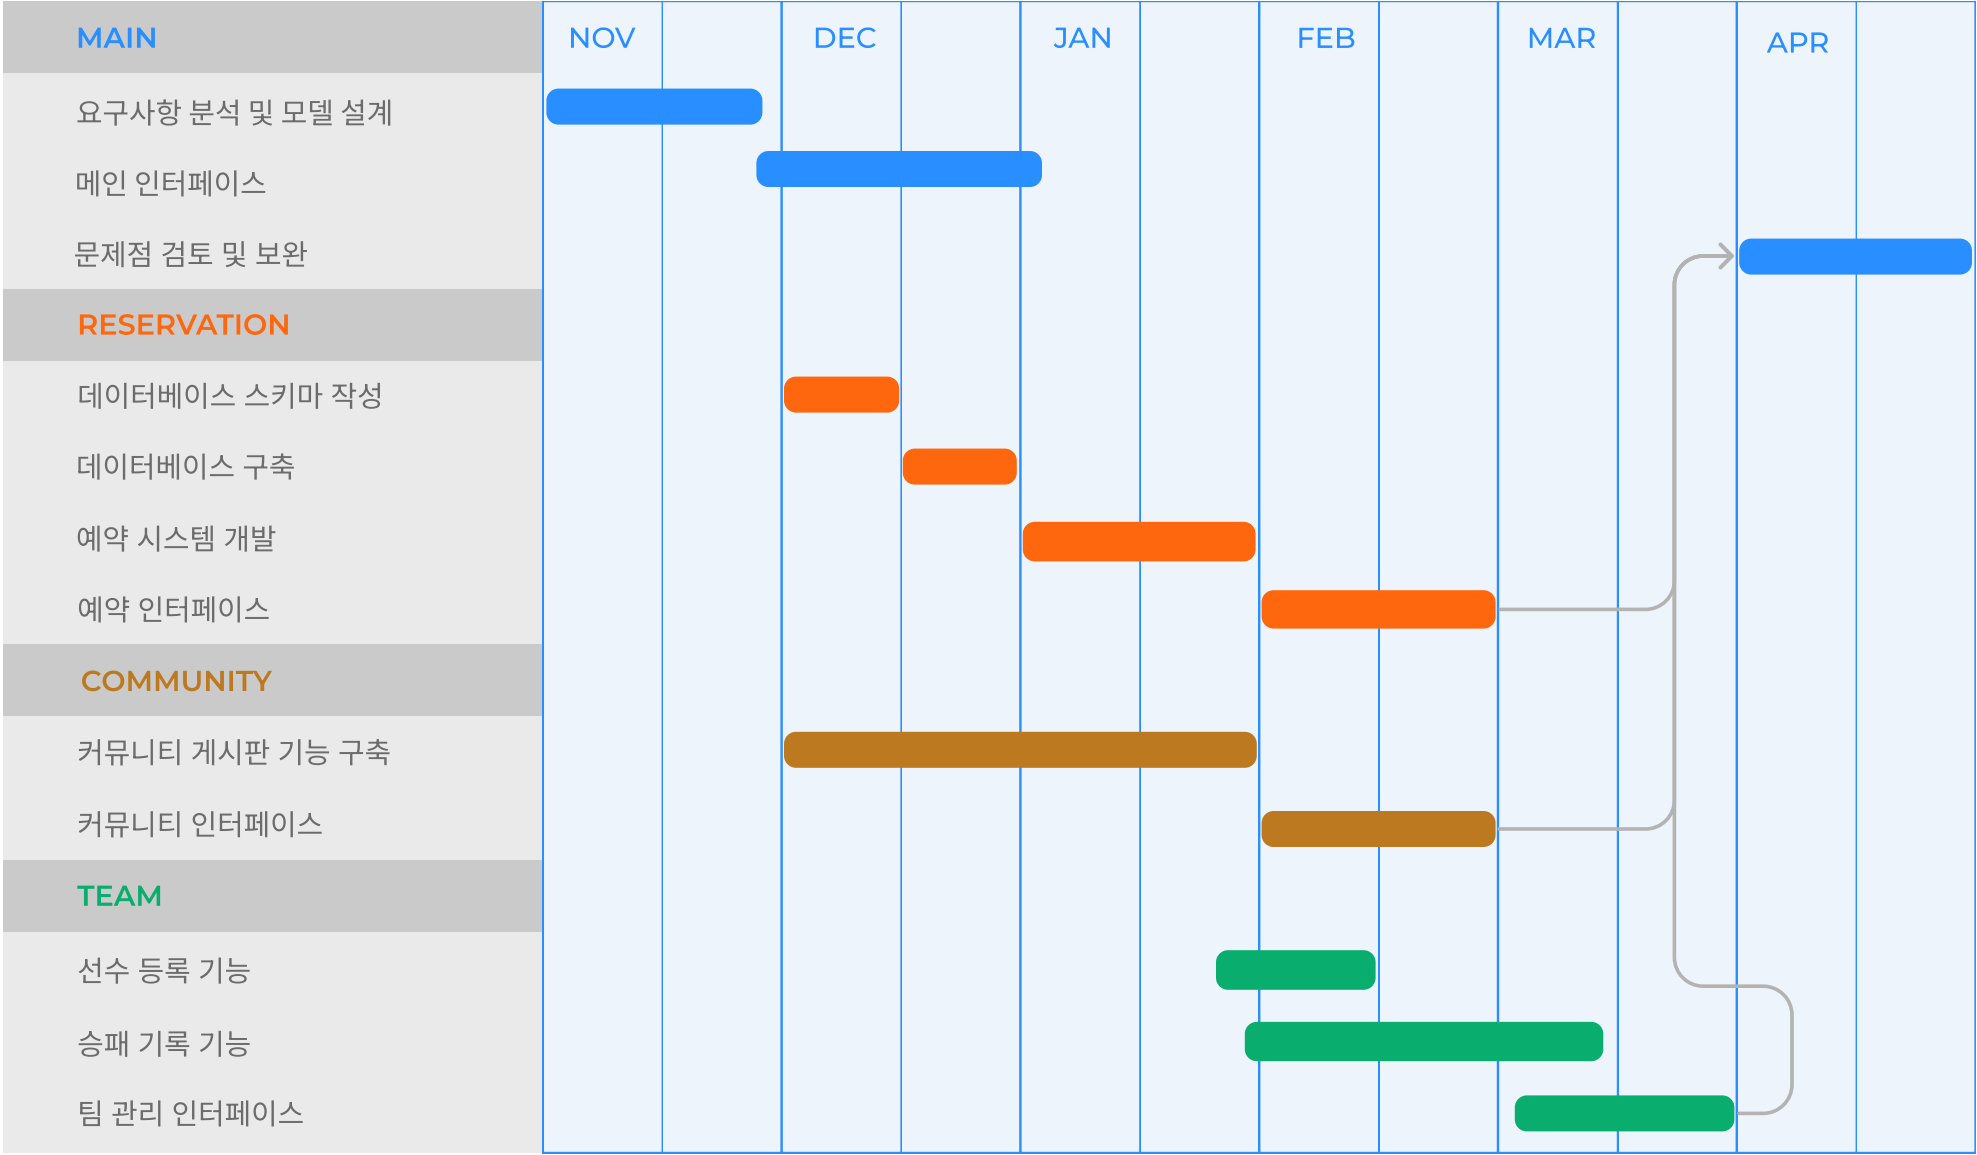 MAIN NOV DEC JAN FEB MAR APR
요구사항 분석 및 모델 설계
메인 인터페이스
문제점 검토 및 보완
RESERVATION
데이터베이스 스키마 작성
데이터베이스 구축
예약 시스템 개발
예약 인터페이스
COMMUNITY
커뮤니티 게시판 기능 구축
커뮤니티 인터페이스
TEAM
선수 등록 기능
승패 기록 기능
팀 관리 인터페이스